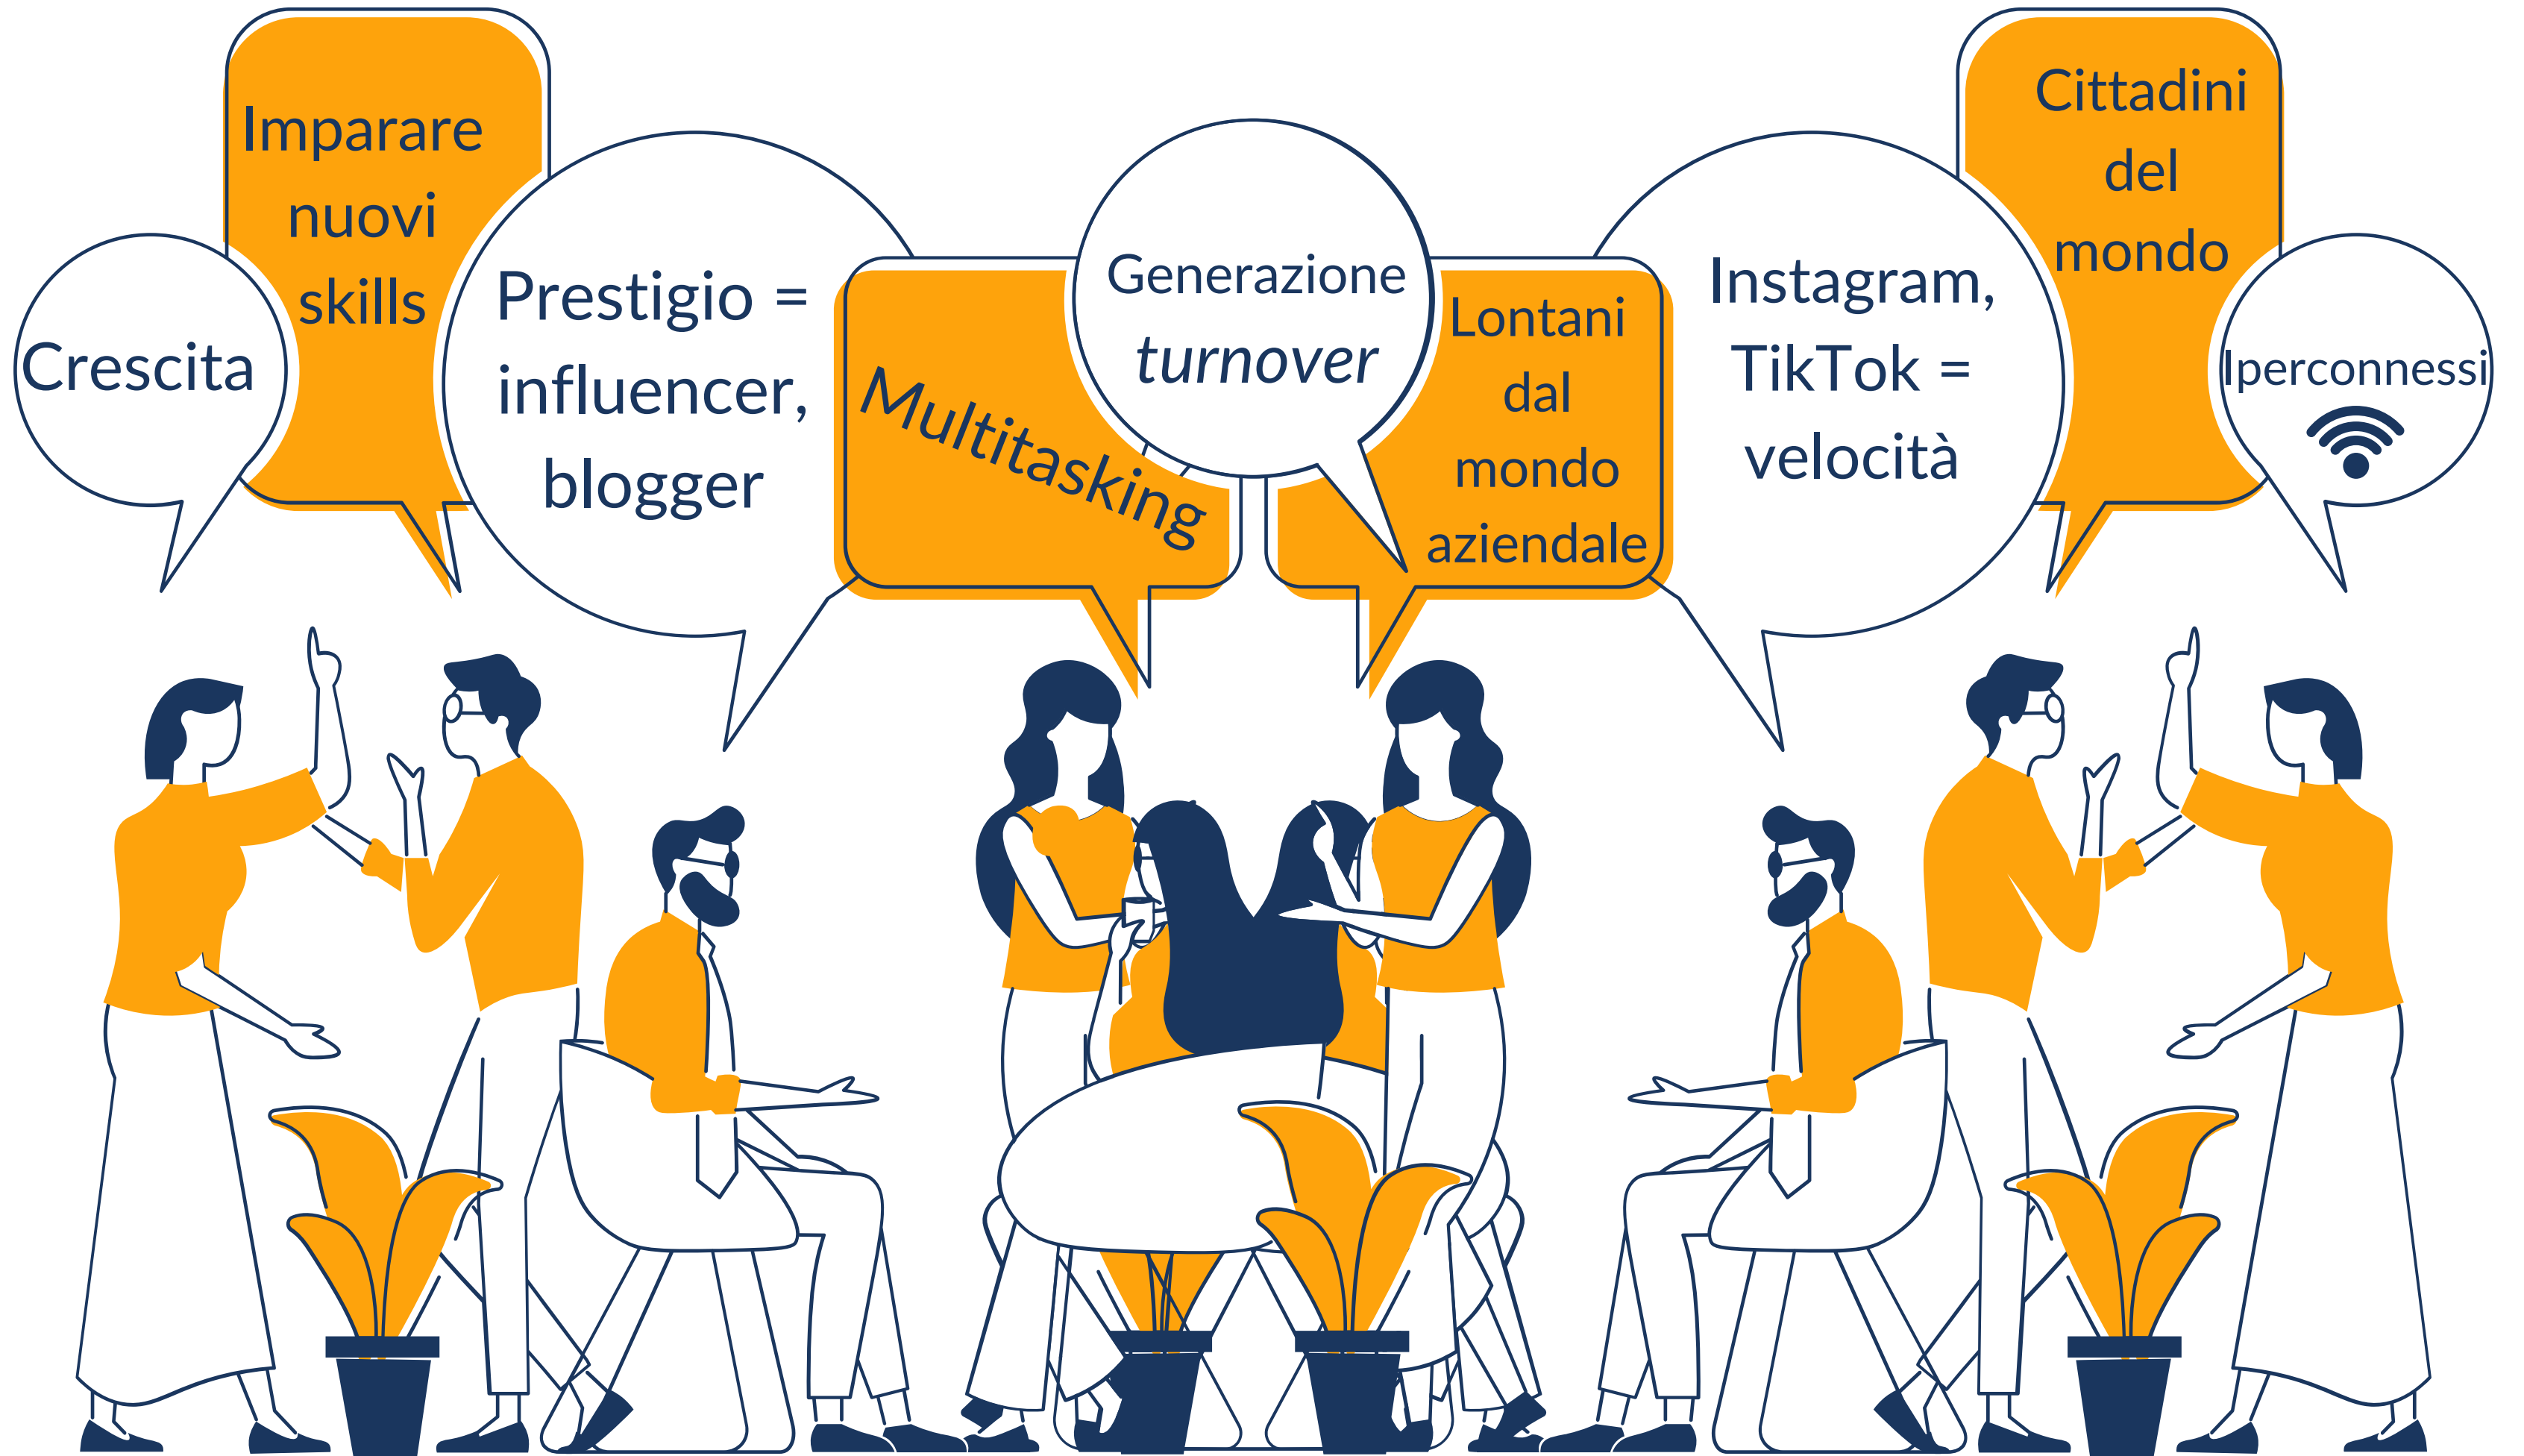 Crescita
Imparare
nuovi
skills
Prestigio =
influencer,
blogger
Multitasking
Generazione
turnover
Lontani
dal
mondo
aziendale
Instagram,
TikTok =
velocità
Cittadini
del
mondo
Iperconnessi